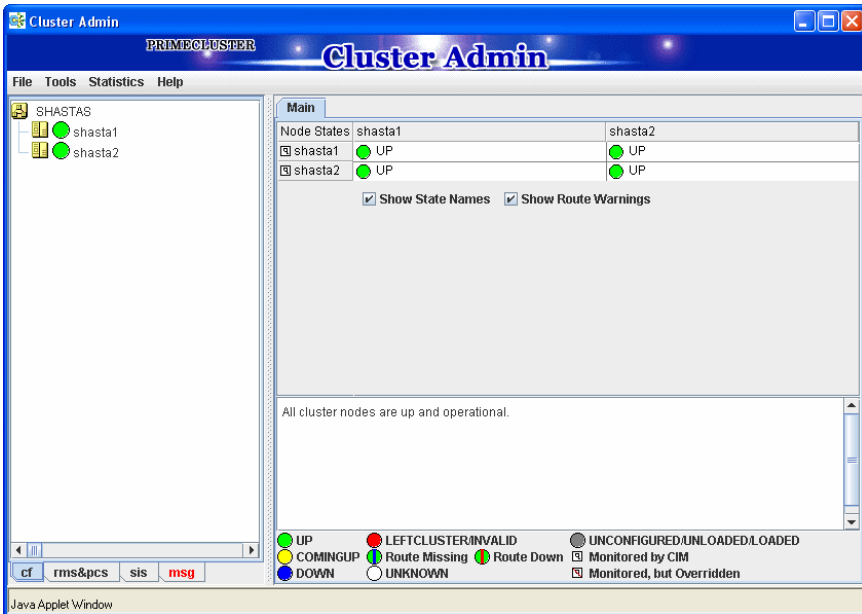 Cluster Admin
PRIMECLUSTER
Cluster Admin
File Tools Statistics Help
SHASTAS
shasta1
shasta2
Main
Node States shasta1 shasta2
shasta1 UP UP
shasta2 UP UP
Show State Names Show Route Warnings
All cluster nodes are up and operational.
UP LEFTCLUSTER/INVALID UNCONFIGURED/UNLOADED/LOADED
COMINGUP Route Missing Route Down Monitored by CIM
DOWN UNKNOWN Monitored, but Overridden
cf rms&pcs sis msg
Java Applet Window